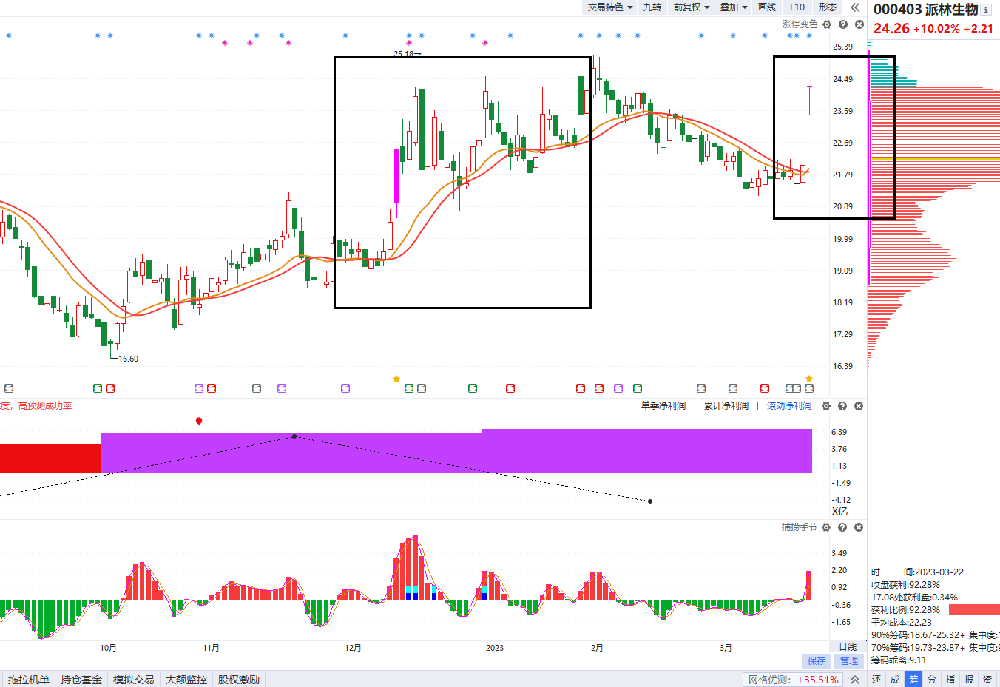 交易特色 九转 前复权 叠加 画线 F10 形态
000403 派林生物
24.26 +10.02% +2.21
涨停变色
25.39
25.18→
24.49
23.59
22.69
21.79
20.89
19.99
19.09
18.19
17.29
←16.60
16.39
度，高预测成功率
单季净利润 | 累计净利润 | 滚动净利润
6.39
3.76
1.13
-1.49
-4.12
X亿
捕捞季节
3.49
2.20
0.92
-0.36
-1.65
时 间:2023-03-22
收盘获利:92.28%
17.08处获利盘:0.34%
获利比例:92.28%
平均成本:22.23
90%筹码:18.67-25.32+ 集中度:
70%筹码:19.73-23.87+ 集中度:
筹码乖离:9.11
10月 11月 12月 2023 2月 3月 日线
保存 管理
拖拉机单 持仓基金 模拟交易 大额监控 股权激励
网格优测: +35.51%
还 成 筹 分 指 报 资